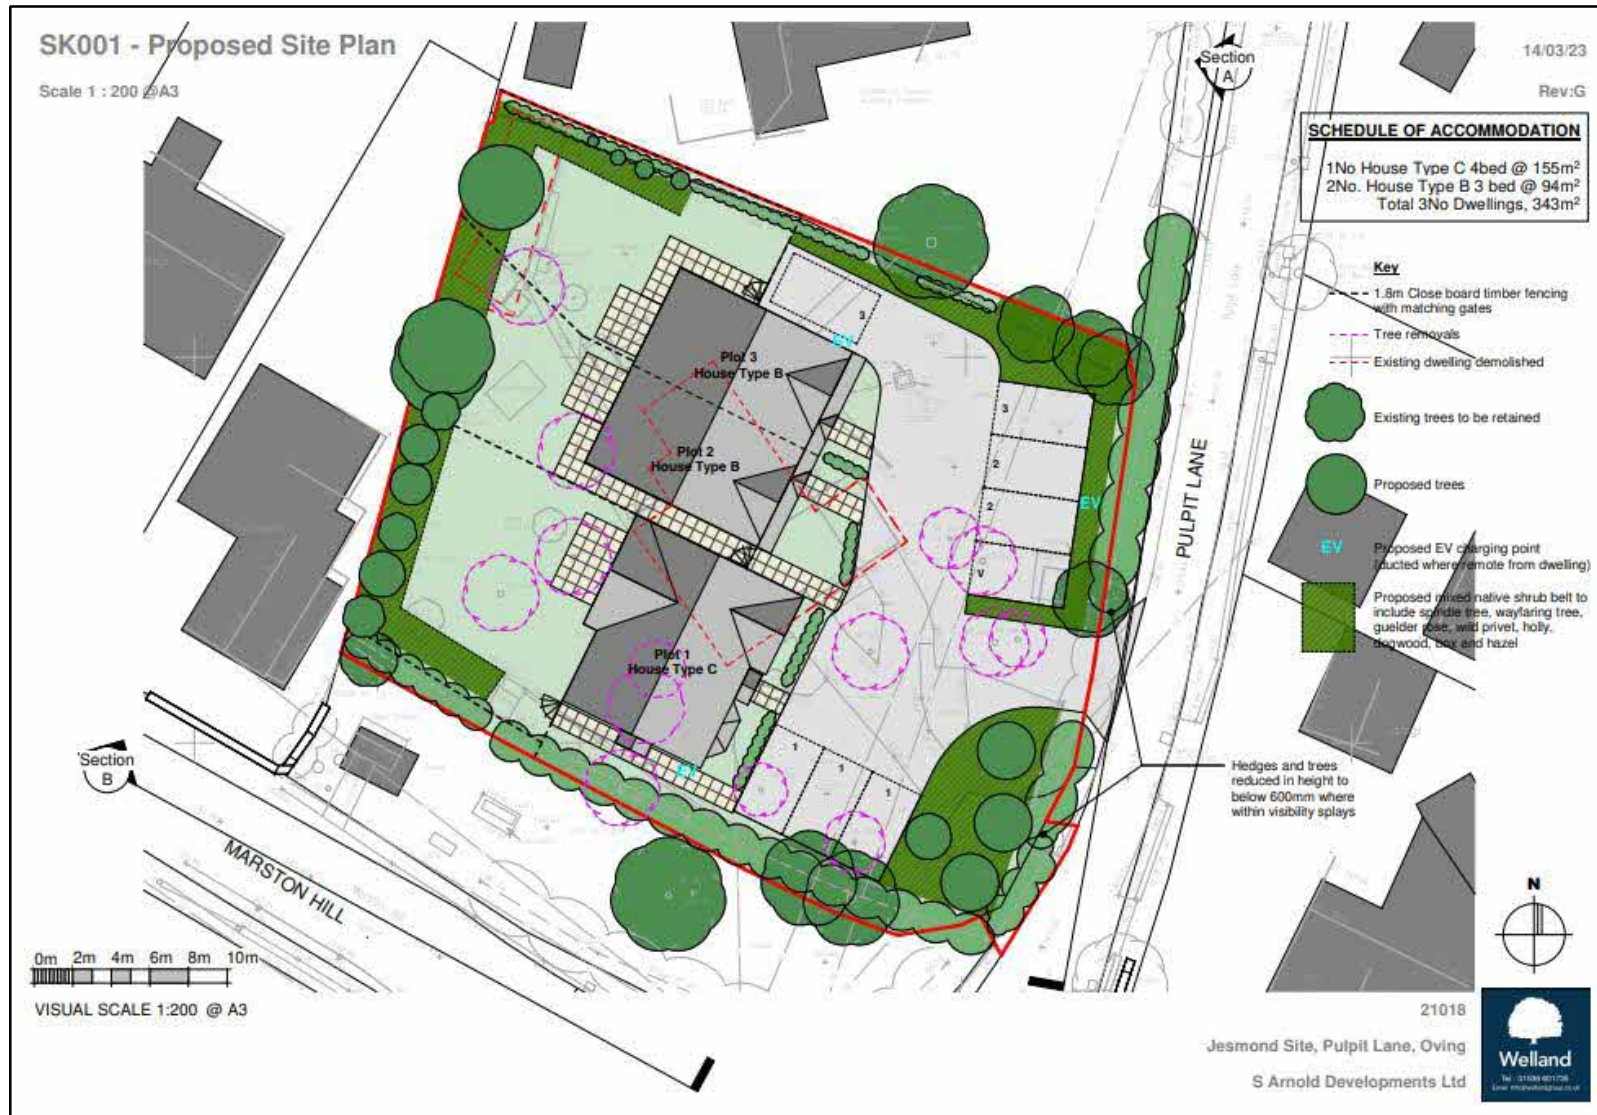 SK001 - Proposed Site Plan
Scale 1 : 200 @A3
14/03/23
Rev:G
SCHEDULE OF ACCOMMODATION
1No House Type C 4bed @ 155m²
2No. House Type B 3 bed @ 94m²
Total 3No Dwellings, 343m²
Key
1.8m Close board timber fencing
with matching gates
Tree removals
Existing dwelling demolished
Existing trees to be retained
Proposed trees
EV
Proposed EV charging point
(ducted where remote from dwelling)
Proposed mixed native shrub belt to
include spindle tree, wayfaring tree,
guelder rose, wild privet, holly,
dogwood, box and hazel
Section
A
3
EV
Plot 3
House Type B
3
2
2
V
EV
Plot 2
House Type B
Plot 1
House Type C
EV
1
1
1
PULPIT LANE
Hedges and trees
reduced in height to
below 600mm where
within visibility splays
Section
B
MARSTON HILL
0m 2m 4m 6m 8m 10m
VISUAL SCALE 1:200 @ A3
N
21018
Jesmond Site, Pulpit Lane, Oving
S Arnold Developments Ltd
Welland